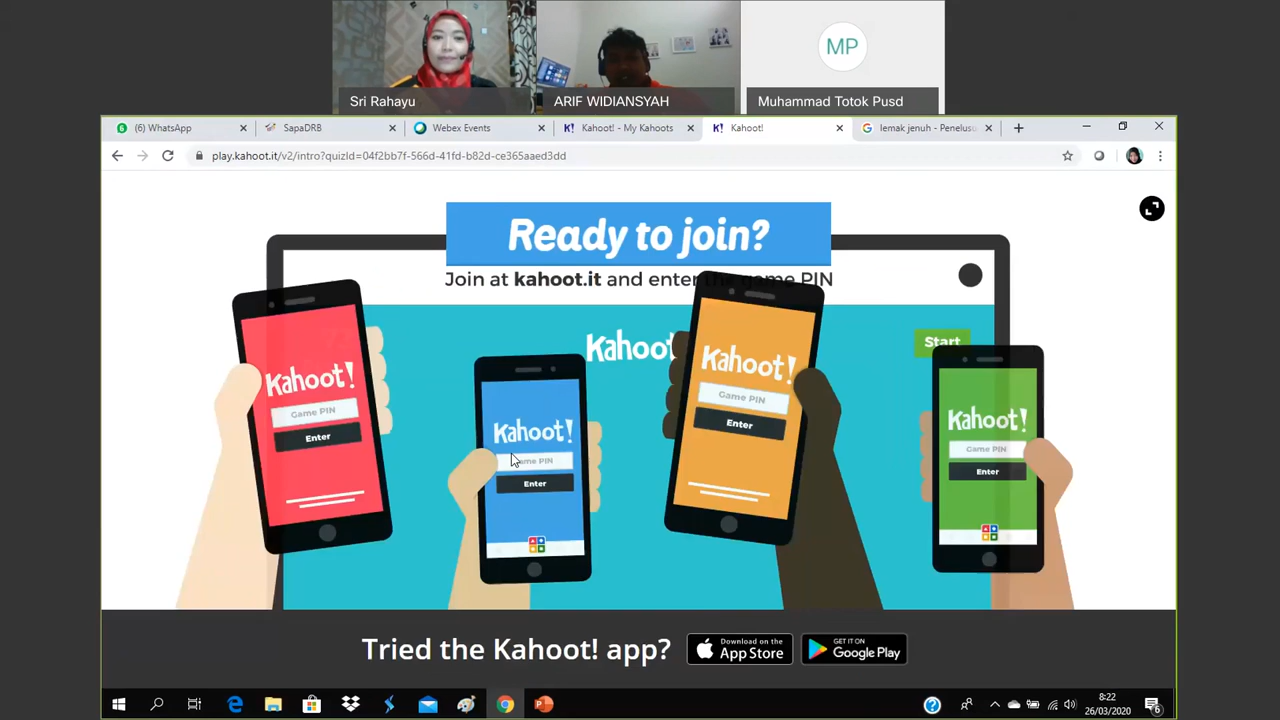 MP
Sri Rahayu
ARIF WIDIANSYAH
Muhammad Totok Pusd
(6) WhatsApp
SapaDRB
Webex Events
Kahoot! - My Kahoots
Kahoot!
lemak jenuh - Penelusu
play.kahoot.it/v2/intro?quizId=04f2bb7f-566d-41fd-b82d-ce365aaed3dd
Ready to join?
Join at kahoot.it and enter the game PIN
Kahoot!
Start
Kahoot!
Game PIN
Enter
Kahoot!
Game PIN
Enter
Kahoot!
Game PIN
Enter
Kahoot!
Game PIN
Enter
Tried the Kahoot! app?
Download on the
App Store
GET IT ON
Google Play
8:22
26/03/2020
6